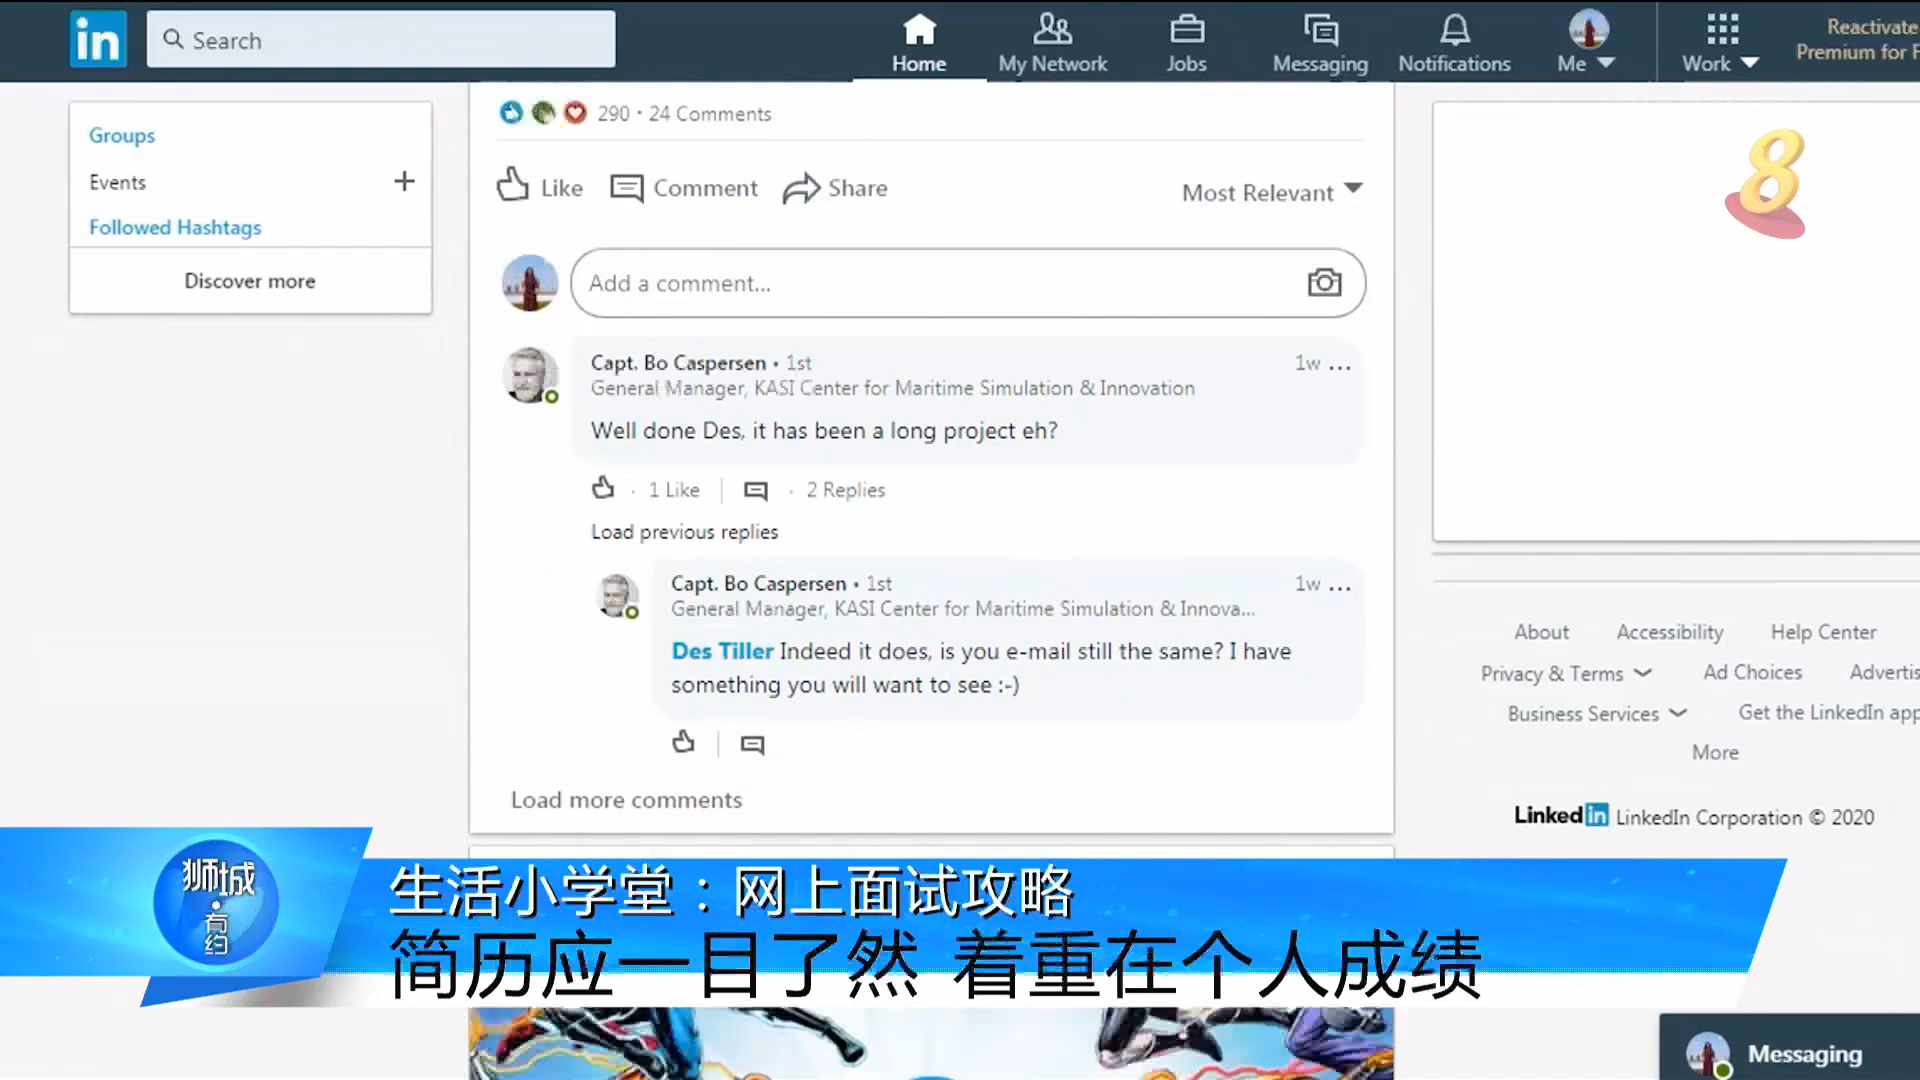 in
Search
Home
My Network
Jobs
Messaging
Notifications
Me
Work
Reactivate
Premium for F
Groups
Events
Followed Hashtags
Discover more
290 • 24 Comments
Like
Comment
Share
Most Relevant
Add a comment...
Capt. Bo Caspersen • 1st
1w ...
General Manager, KASI Center for Maritime Simulation & Innovation
Well done Des, it has been a long project eh?
1 Like
2 Replies
Load previous replies
Capt. Bo Caspersen • 1st
1w ...
General Manager, KASI Center for Maritime Simulation & Innova...
Des Tiller Indeed it does, is you e-mail still the same? I have
something you will want to see :-)
Load more comments
8
About
Accessibility
Help Center
Privacy & Terms
Ad Choices
Advertis
Business Services
Get the LinkedIn app
More
LinkedIn LinkedIn Corporation © 2020
狮城
有
约
生活小学堂：网上面试攻略
简历应一目了然 着重在个人成绩
Messaging